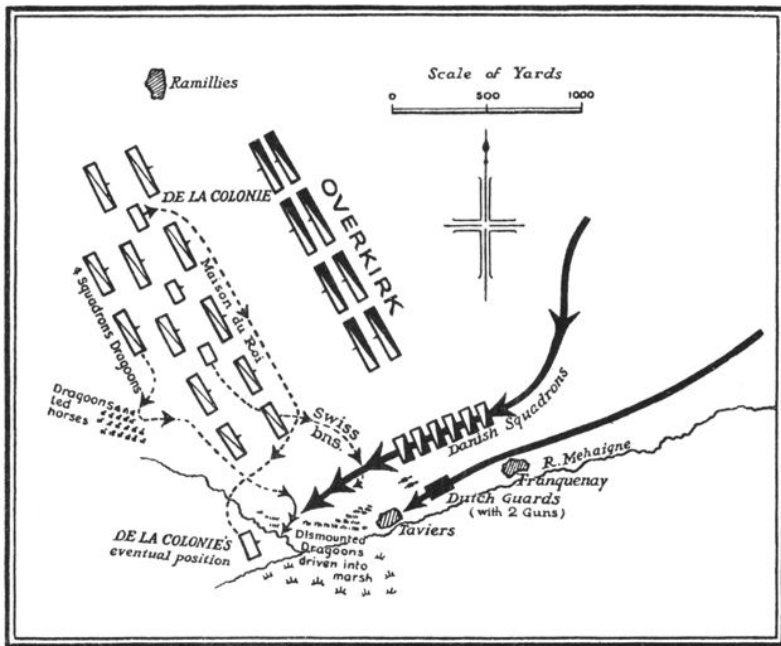 Ramillies
Scale of Yards
0 500 1000
DE LA COLONIE
OVERKIRK
Maison du Roi
4 Squadrons Dragoons
Dragoons
led
horses
Swiss
bns.
Danish Squadrons
R. Mehaigne
Franquenay
Dutch Guards
(with 2 Guns)
Taviers
DE LA COLONIE'S
eventual position
Dismounted
Dragoons
driven into
marsh